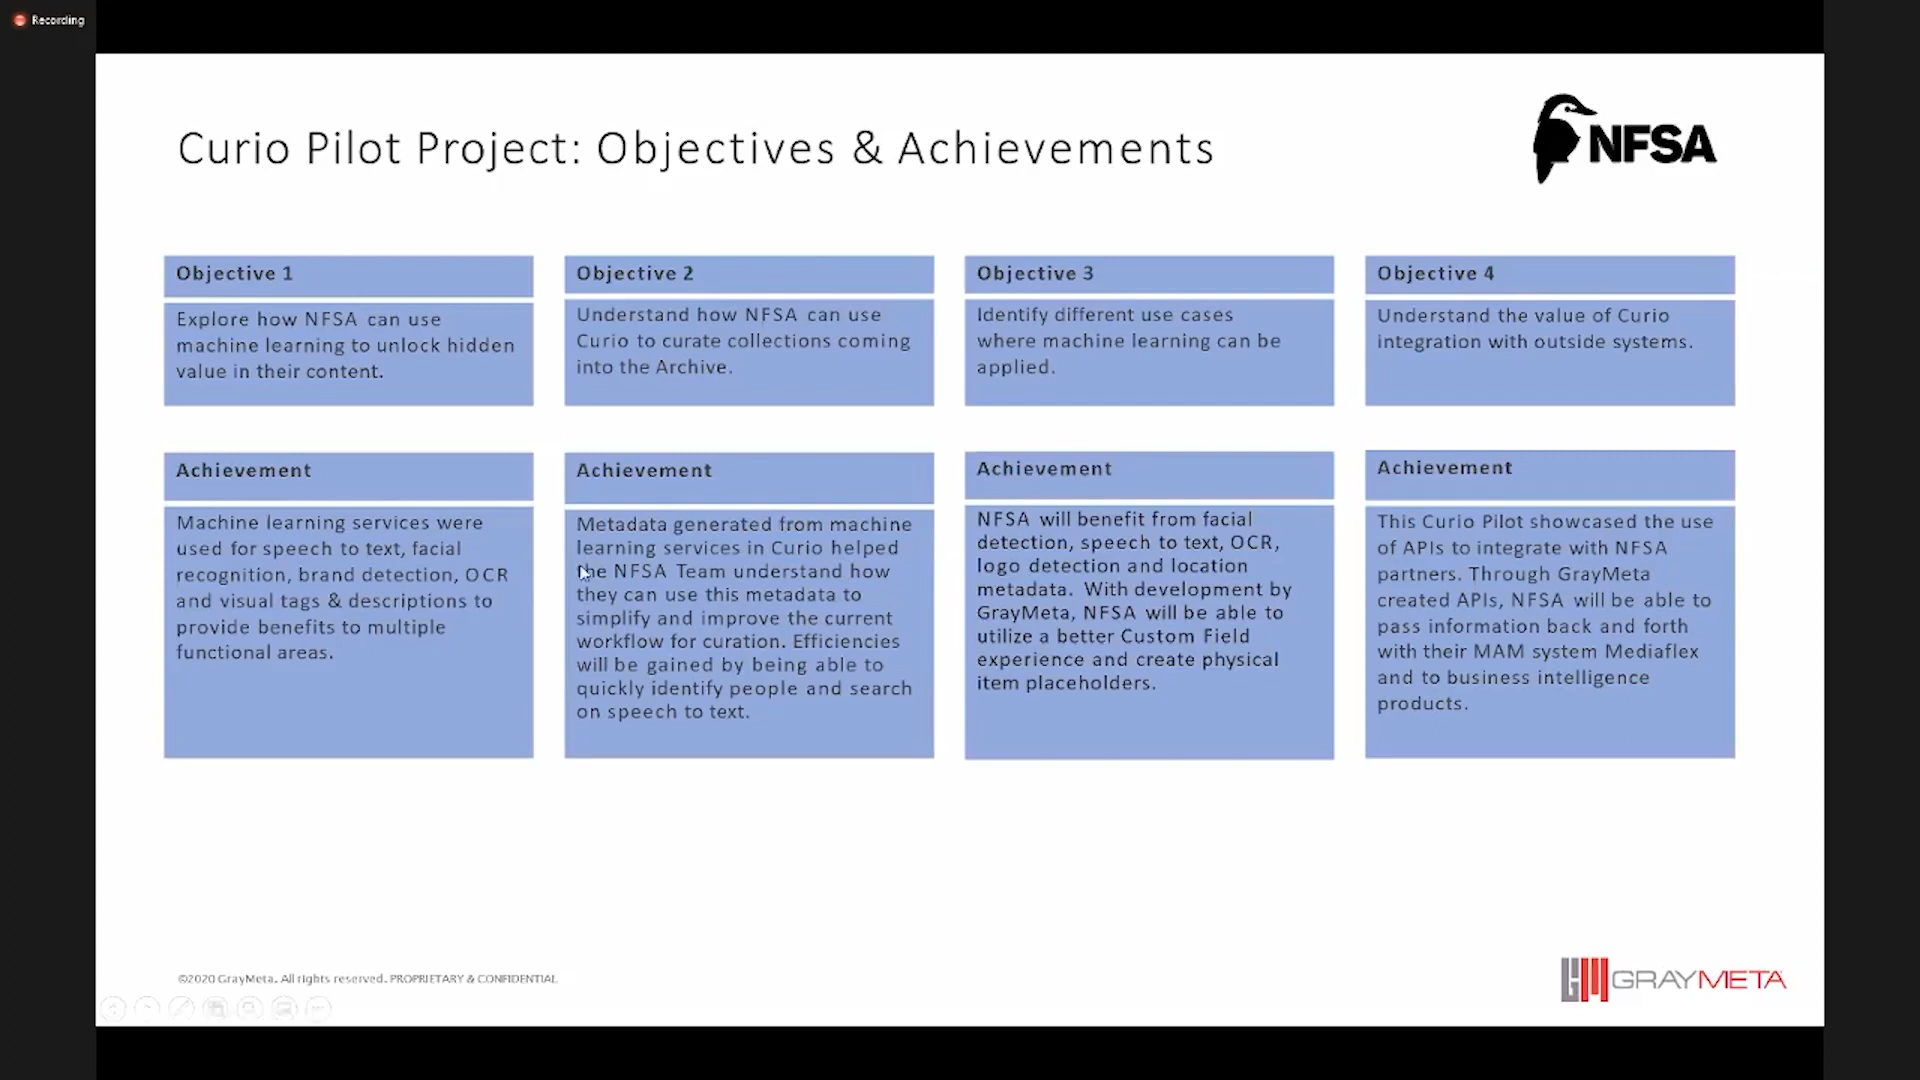 Recording
Curio Pilot Project: Objectives & Achievements
NFSA
Objective 1
Explore how NFSA can use
machine learning to unlock hidden
value in their content.
Objective 2
Understand how NFSA can use
Curio to curate collections coming
into the Archive.
Objective 3
Identify different use cases
where machine learning can be
applied.
Objective 4
Understand the value of Curio
integration with outside systems.
Achievement
Machine learning services were
used for speech to text, facial
recognition, brand detection, OCR
and visual tags & descriptions to
provide benefits to multiple
functional areas.
Achievement
Metadata generated from machine
learning services in Curio helped
the NFSA Team understand how
they can use this metadata to
simplify and improve the current
workflow for curation. Efficiencies
will be gained by being able to
quickly identify people and search
on speech to text.
Achievement
NFSA will benefit from facial
detection, speech to text, OCR,
logo detection and location
metadata. With development by
GrayMeta, NFSA will be able to
utilize a better Custom Field
experience and create physical
item placeholders.
Achievement
This Curio Pilot showcased the use
of APIs to integrate with NFSA
partners. Through GrayMeta
created APIs, NFSA will be able to
pass information back and forth
with their MAM system Mediaflex
and to business intelligence
products.
©2020 GrayMeta. All rights reserved. PROPRIETARY & CONFIDENTIAL
GRAYMETA